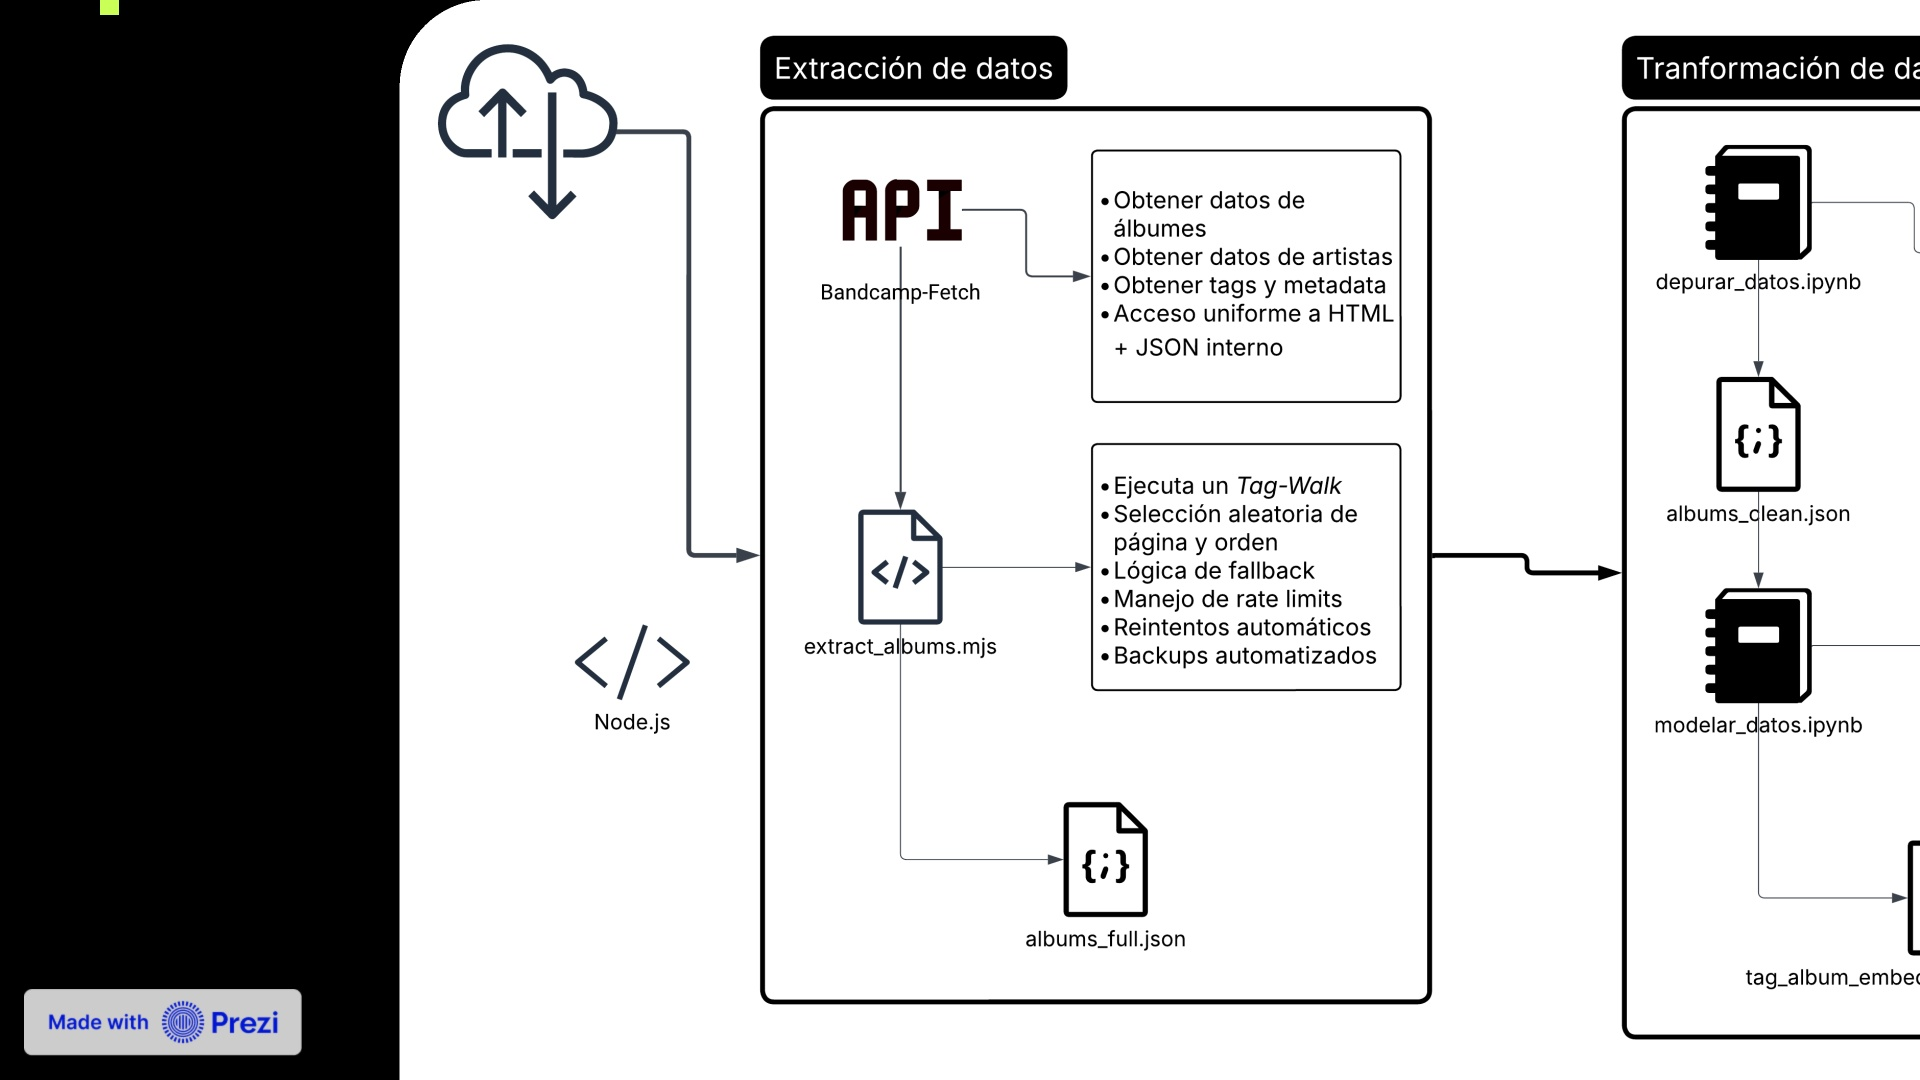 Extracción de datos
API
Bandcamp-Fetch
•Obtener datos de
álbumes
•Obtener datos de artistas
•Obtener tags y metadata
•Acceso uniforme a HTML
+ JSON interno
</>
extract_albums.mjs
•Ejecuta un Tag-Walk
•Selección aleatoria de
página y orden
•Lógica de fallback
•Manejo de rate limits
•Reintentos automáticos
•Backups automatizados
</>
Node.js
{;}
albums_full.json
Tranformación de
depurar_datos.ipynb
{;}
albums_clean.json
modelar_datos.ipynb
Made with Prezi